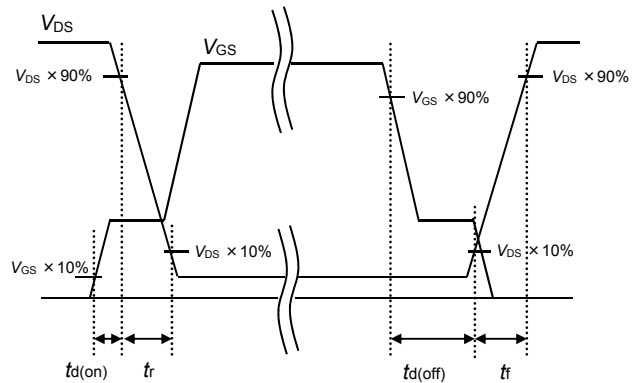 VDS
VGS
VDS × 90%
VGS × 90%
VDS × 90%
VGS × 10%
VDS × 10%
VDS × 10%
td(on)
tr
td(off)
tf